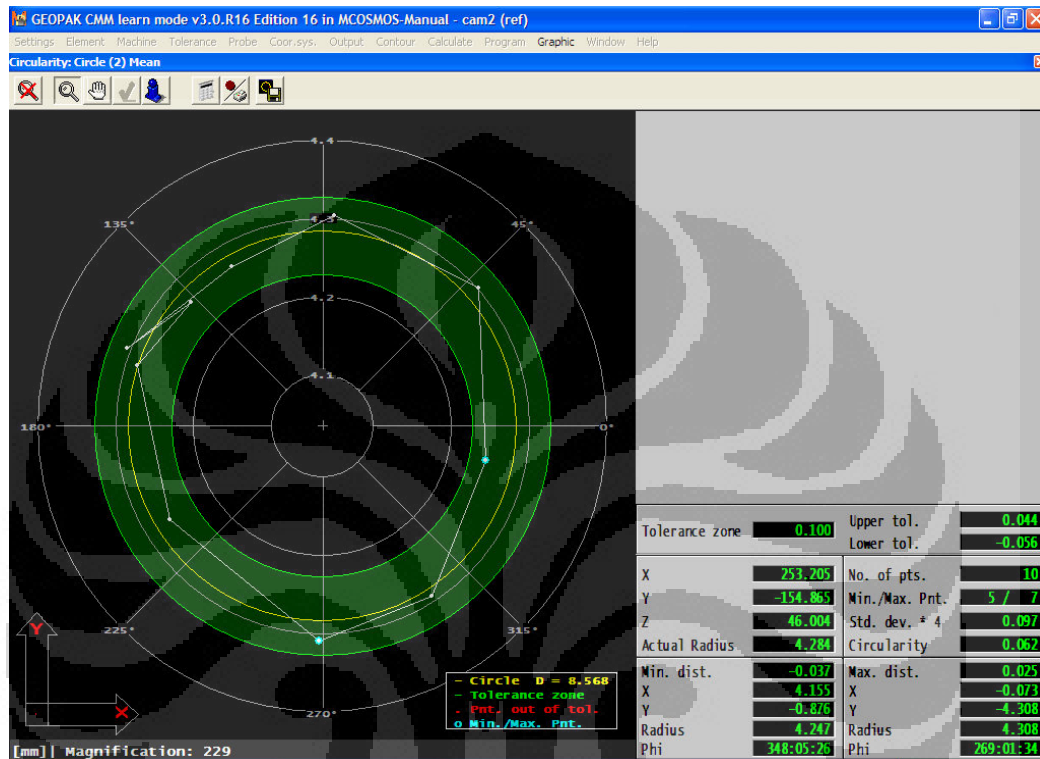 GEOPAK CMM learn mode v3.0.R16 Edition 16 in MCOSMOS-Manual - cam2 (ref)
Settings Element Machine Tolerance Probe Coor.sys. Output Contour Calculate Program Graphic Window Help
Circularity: Circle (2) Mean
4.4
135°
4.3
45°
4.2
4.1
180°
0°
225°
315°
270°
Y
X
— Circle D = 8.568
— Tolerance zone
. Pnt. out of tol.
o Min./Max. Pnt.
[mm]| Magnification: 229
Tolerance zone 0.100
Upper tol. 0.044
Lower tol. -0.056
X 253.205
Y -154.865
Z 46.004
Actual Radius 4.284
No. of pts. 10
Min./Max. Pnt. 5 / 7
Std. dev. * 4 0.097
Circularity 0.062
Min. dist. -0.037
X 4.155
Y -0.876
Radius 4.247
Phi 348:05:26
Max. dist. 0.025
X -0.073
Y -4.308
Radius 4.308
Phi 269:01:34